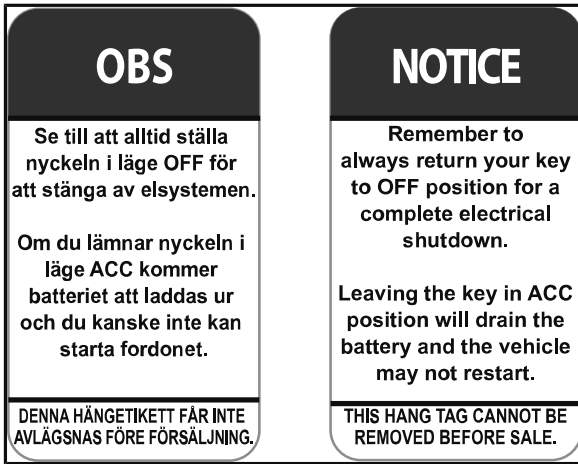 OBS
Se till att alltid ställa
nyckeln i läge OFF för
att stänga av elsystemen.
Om du lämnar nyckeln i
läge ACC kommer
batteriet att laddas ur
och du kanske inte kan
starta fordonet.
DENNA HÄNGETIKETT FÅR INTE
AVLÄGSNAS FÖRE FÖRSÄLJNING.
NOTICE
Remember to
always return your key
to OFF position for a
complete electrical
shutdown.
Leaving the key in ACC
position will drain the
battery and the vehicle
may not restart.
THIS HANG TAG CANNOT BE
REMOVED BEFORE SALE.